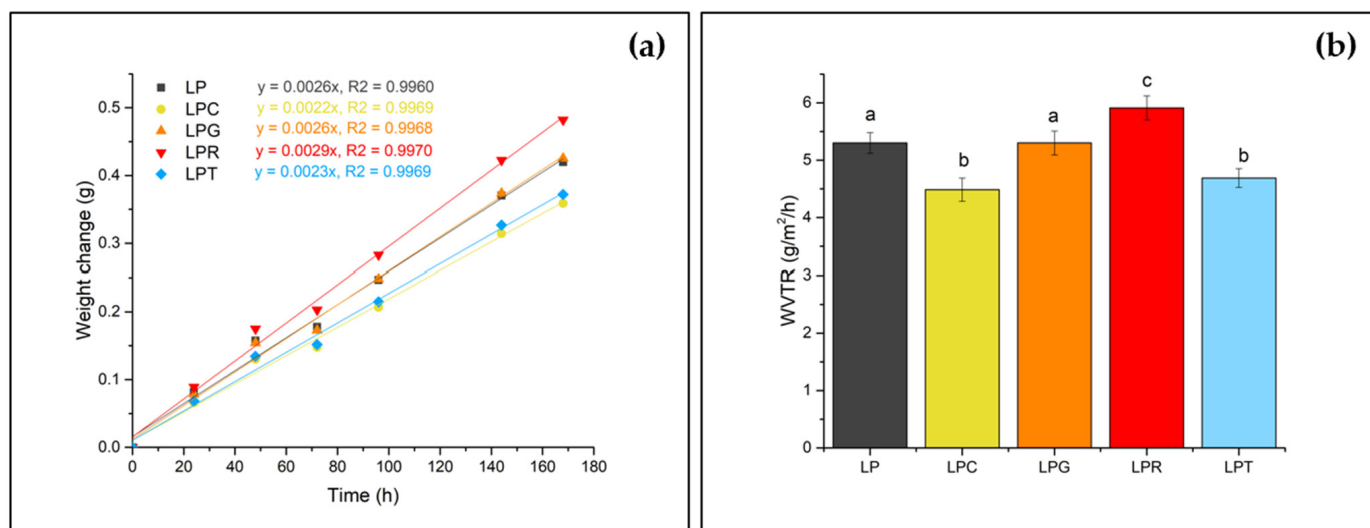 (a)
LP y = 0.0026x, R2 = 0.9960
LPC y = 0.0022x, R2 = 0.9969
LPG y = 0.0026x, R2 = 0.9968
LPR y = 0.0029x, R2 = 0.9970
LPT y = 0.0023x, R2 = 0.9969
0.5
0.4
0.3
0.2
0.1
0.0
Weight change (g)
0 20 40 60 80 100 120 140 160 180
Time (h)
(b)
7
6
5
4
3
2
1
0
WVTR (g/m²/h)
a b a c b
LP LPC LPG LPR LPT